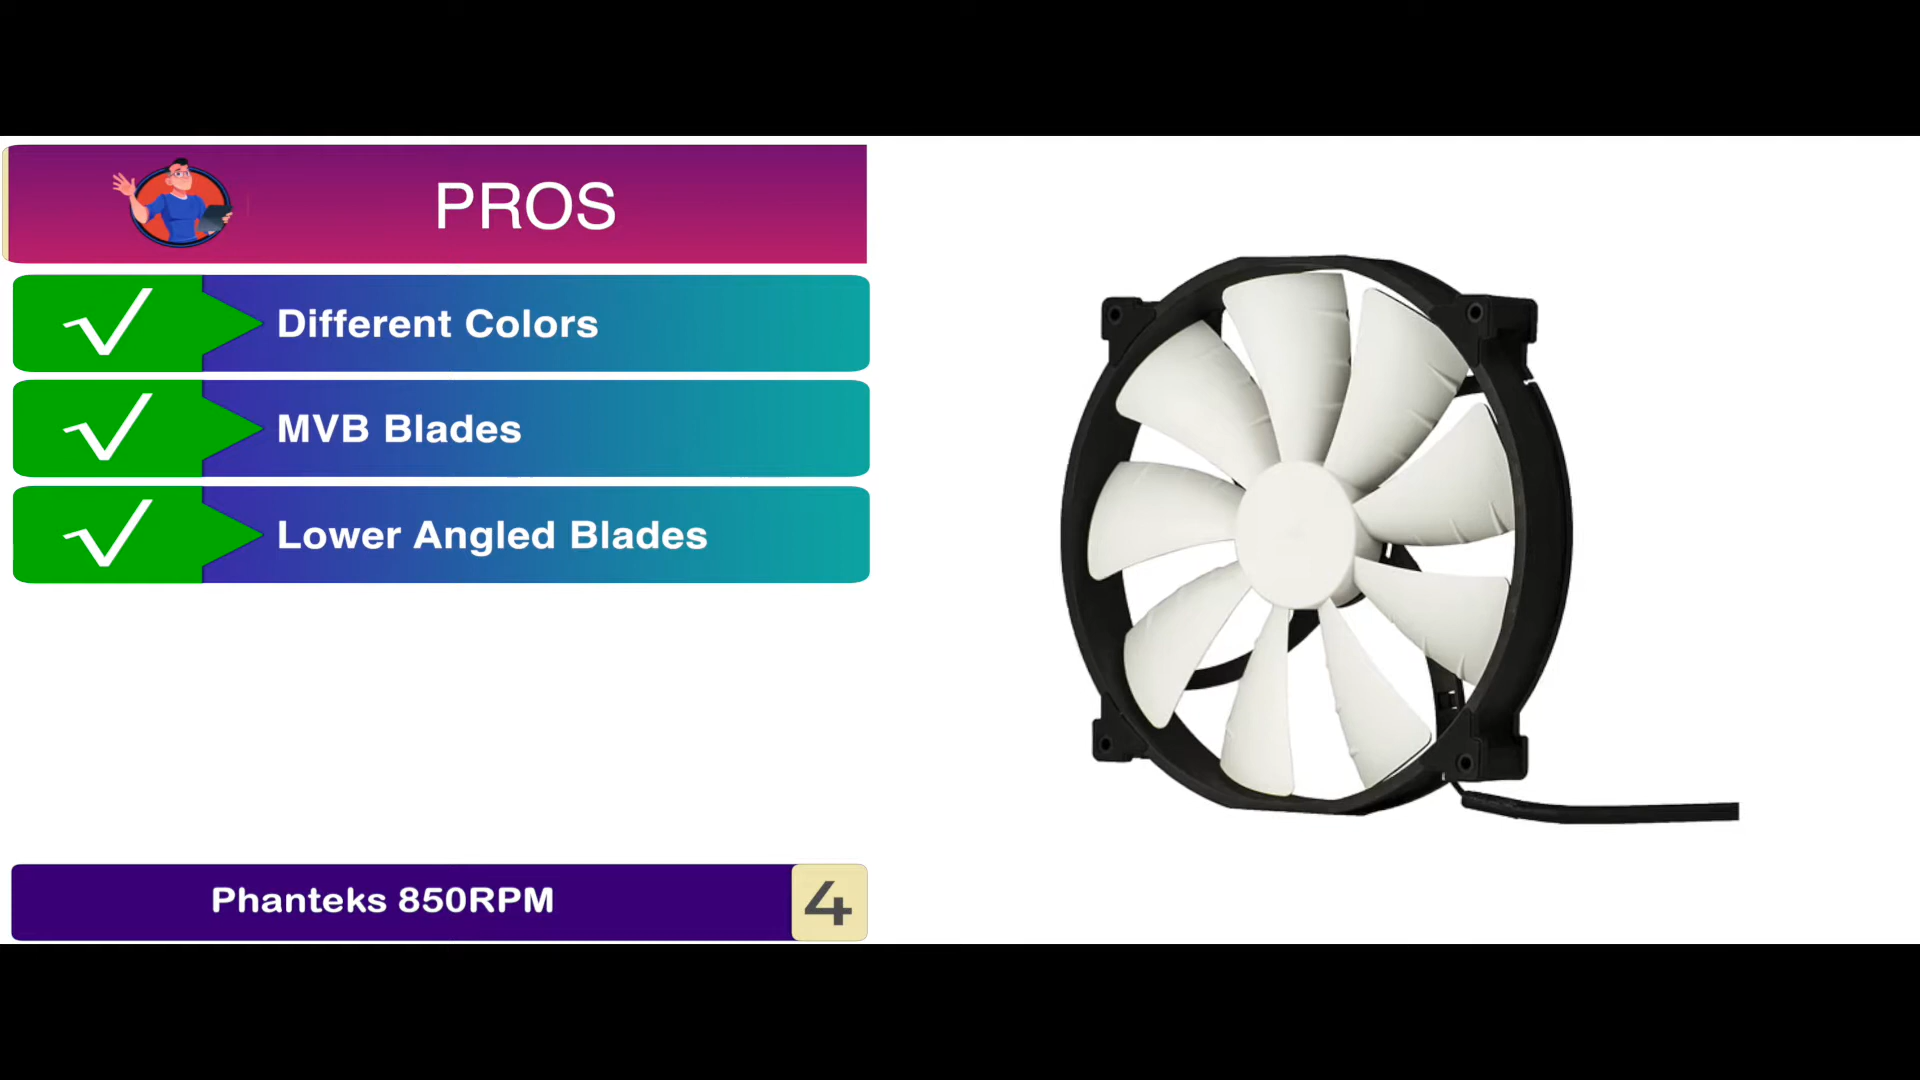 PROS
Different Colors
MVB Blades
Lower Angled Blades
Phanteks 850RPM
4